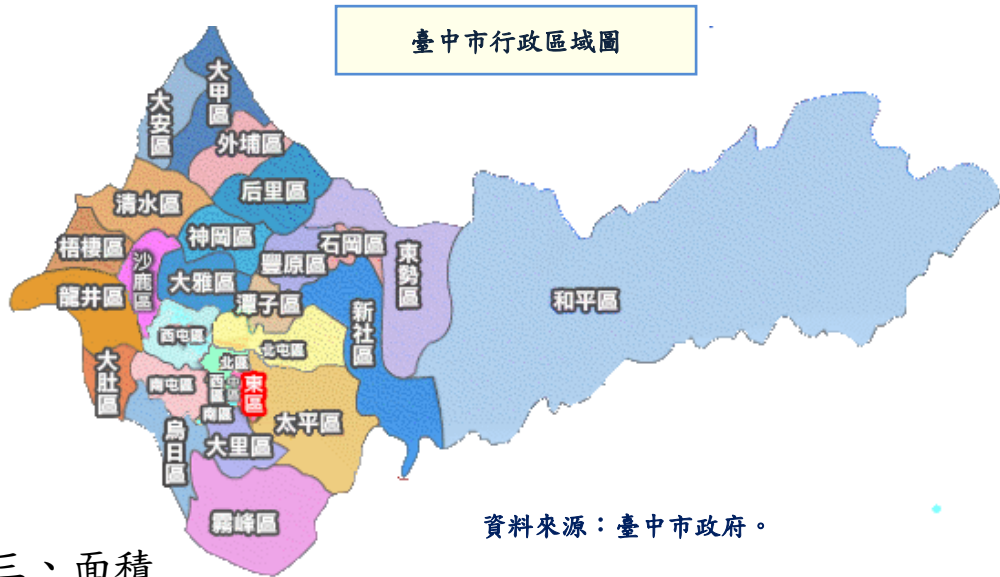 臺中市行政區域圖
大甲區
大安區
外埔區
后里區
清水區
神岡區
石岡區
東勢區
梧棲區
沙鹿區
豐原區
大雅區
龍井區
潭子區
新社區
和平區
西屯區
北屯區
北區
大肚區
南屯區
西區
中區
東區
南區
太平區
烏日區
大里區
霧峰區
資料來源：臺中市政府。
三、面積